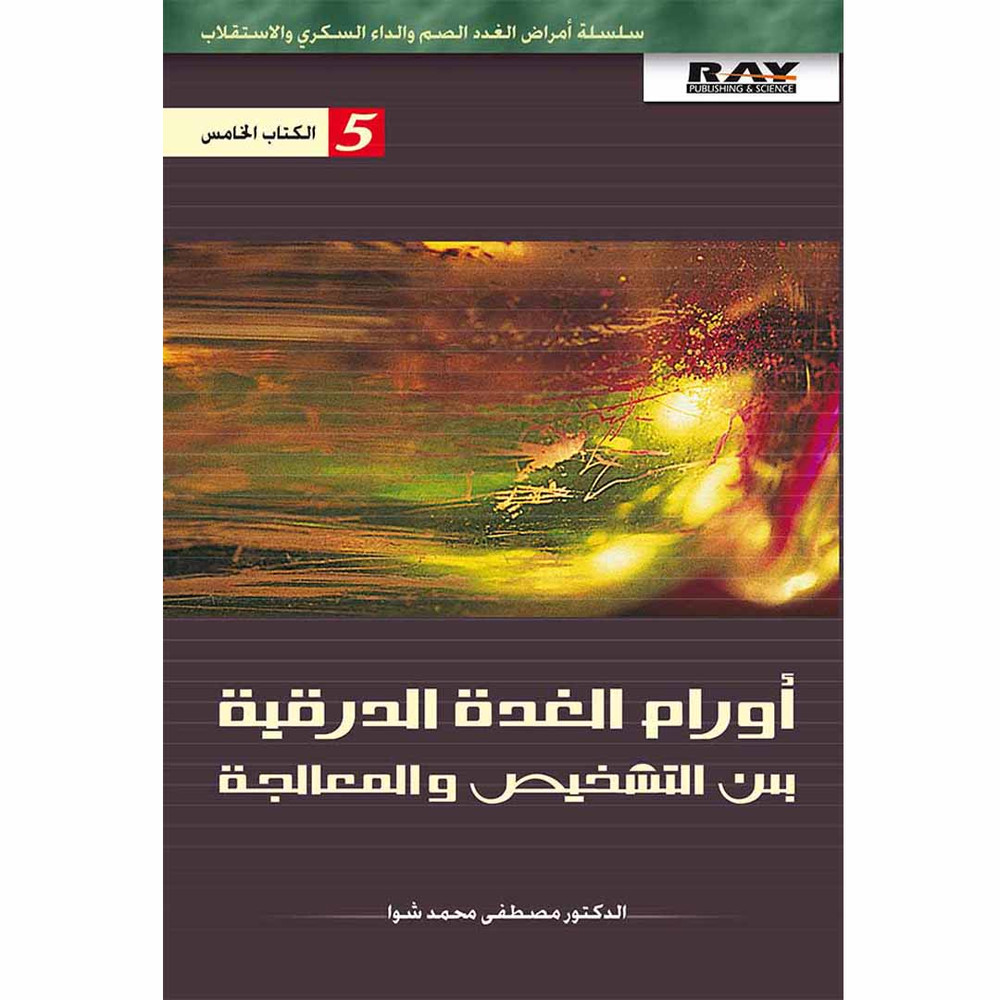 سلسلة أمراض الغدد الصم والداء السكري والاستقلاب
RAY
PUBLISHING & SCIENCE
5 الكتاب الخامس
أورام الغدة الدرقية
بين التشخيص والمعالجة
الدكتور مصطفى محمد شوا